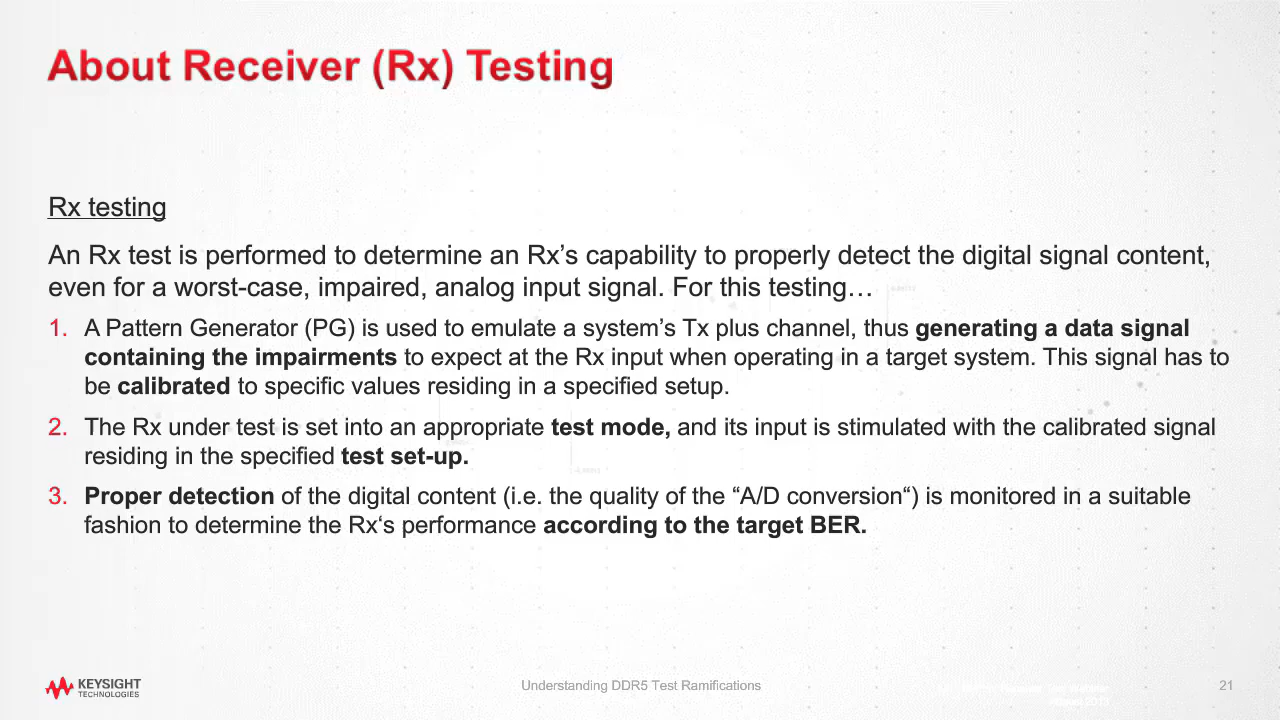 About Receiver (Rx) Testing
Rx testing
An Rx test is performed to determine an Rx’s capability to properly detect the digital signal content,
even for a worst-case, impaired, analog input signal. For this testing…
1. A Pattern Generator (PG) is used to emulate a system’s Tx plus channel, thus generating a data signal
containing the impairments to expect at the Rx input when operating in a target system. This signal has to
be calibrated to specific values residing in a specified setup.
2. The Rx under test is set into an appropriate test mode, and its input is stimulated with the calibrated signal
residing in the specified test set-up.
3. Proper detection of the digital content (i.e. the quality of the “A/D conversion“) is monitored in a suitable
fashion to determine the Rx‘s performance according to the target BER.
KEYSIGHT
TECHNOLOGIES
Understanding DDR5 Test Ramifications
21